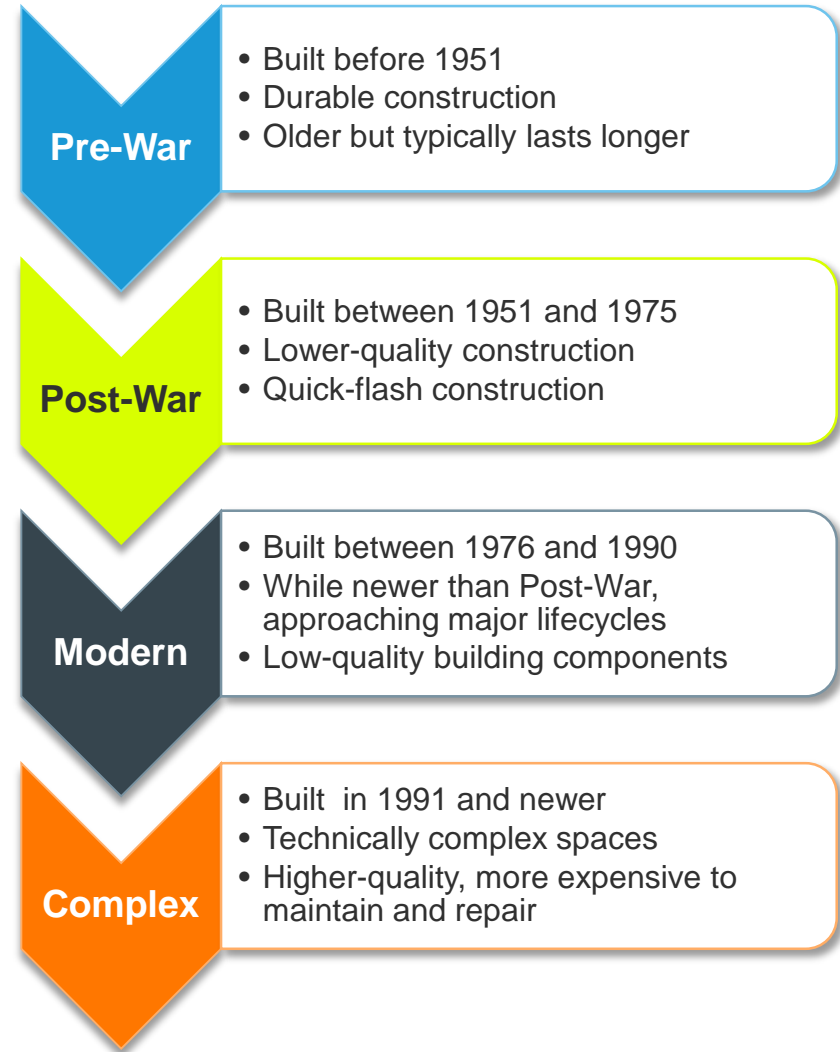 Pre-War
• Built before 1951
• Durable construction
• Older but typically lasts longer
Post-War
• Built between 1951 and 1975
• Lower-quality construction
• Quick-flash construction
Modern
• Built between 1976 and 1990
• While newer than Post-War,
approaching major lifecycles
• Low-quality building components
Complex
• Built  in 1991 and newer
• Technically complex spaces
• Higher-quality, more expensive to
maintain and repair